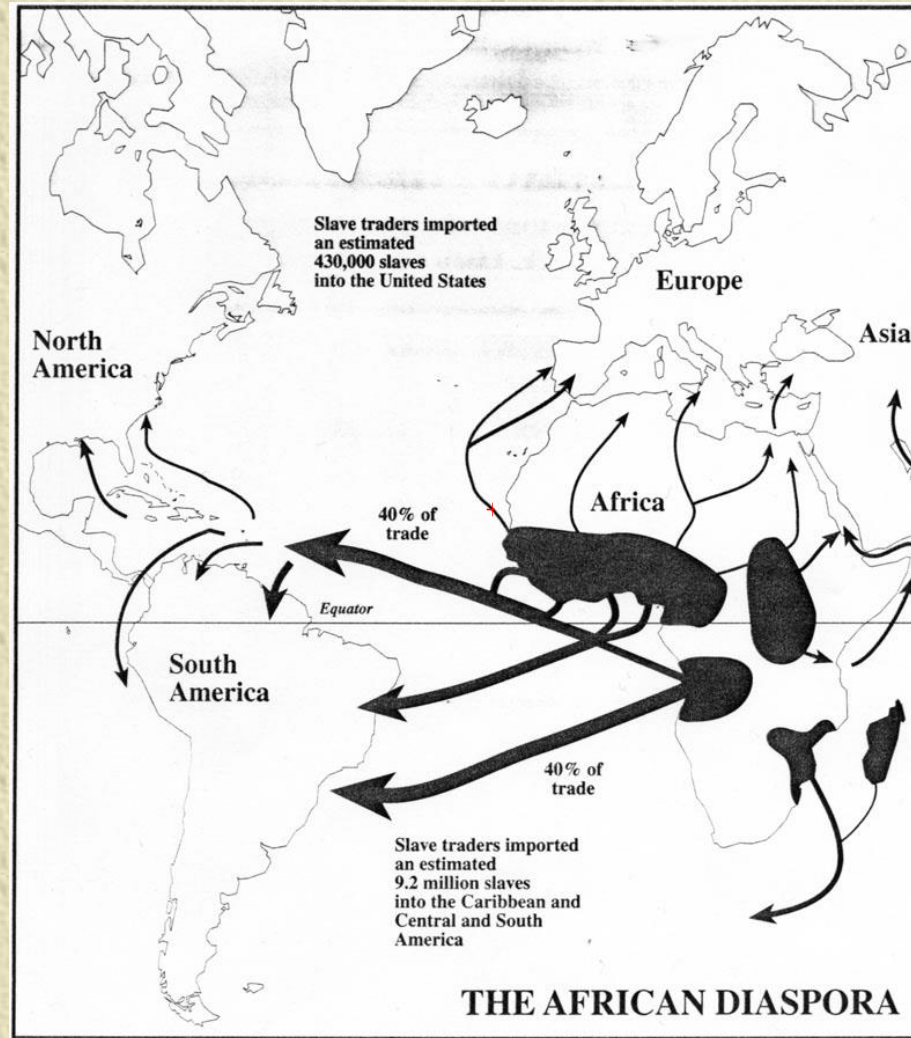 Slave traders imported
an estimated
430,000 slaves
into the United States
Europe
North
America
Asia
40% of
trade
Africa
Equator
South
America
40% of
trade
Slave traders imported
an estimated
9.2 million slaves
into the Caribbean and
Central and South
America
THE AFRICAN DIASPORA